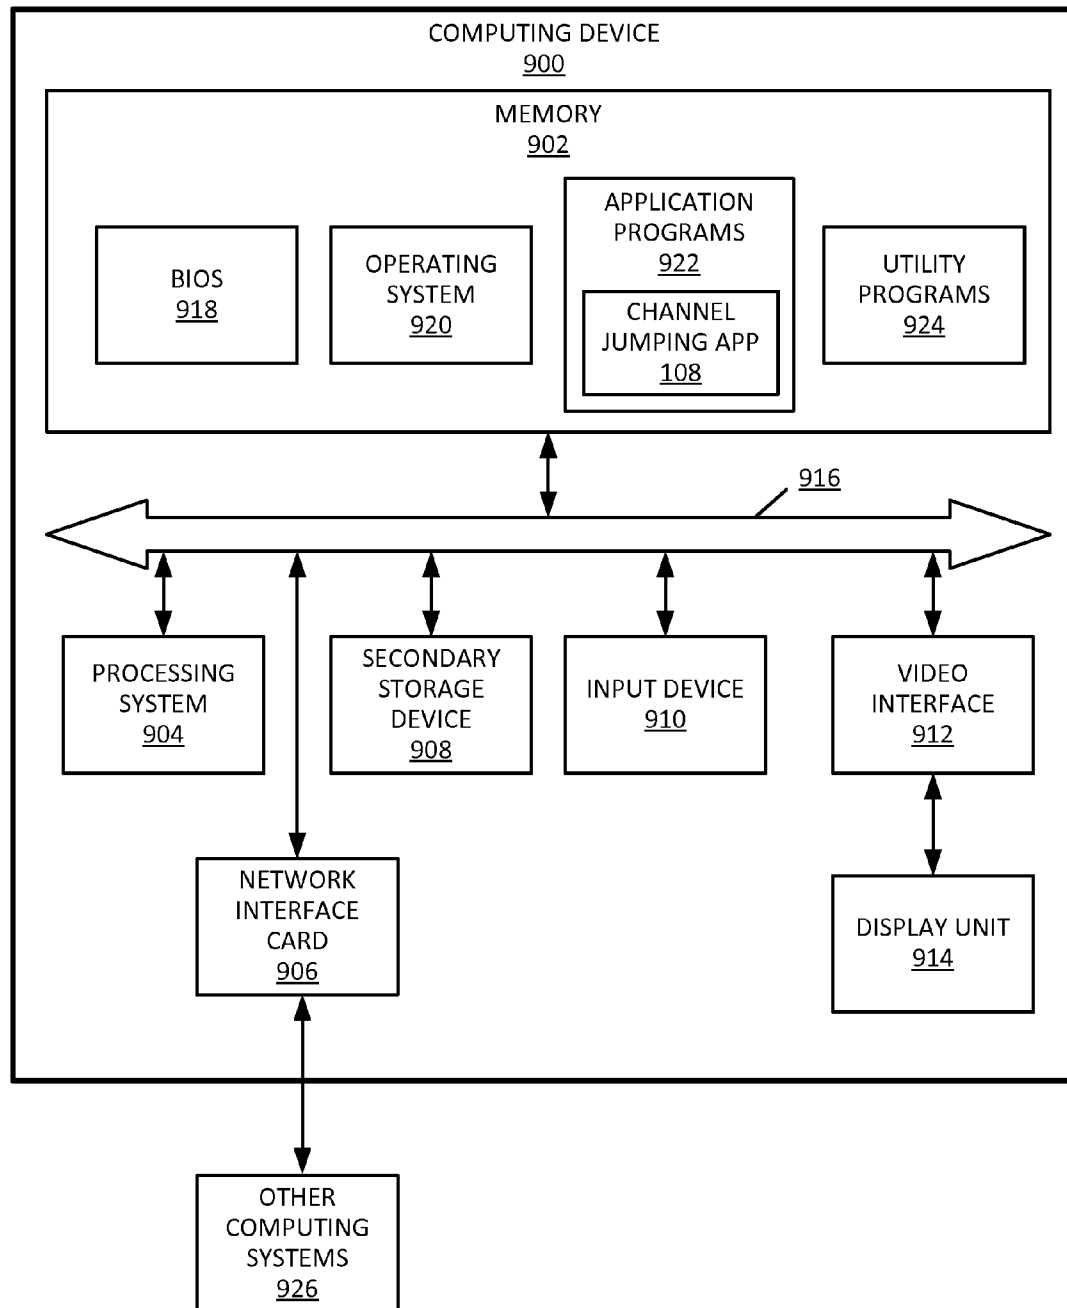 COMPUTING DEVICE
900
MEMORY
902
BIOS
918
OPERATING
SYSTEM
920
APPLICATION
PROGRAMS
922
CHANNEL
JUMPING APP
108
UTILITY
PROGRAMS
924
916
PROCESSING
SYSTEM
904
SECONDARY
STORAGE
DEVICE
908
INPUT DEVICE
910
VIDEO
INTERFACE
912
NETWORK
INTERFACE
CARD
906
DISPLAY UNIT
914
OTHER
COMPUTING
SYSTEMS
926